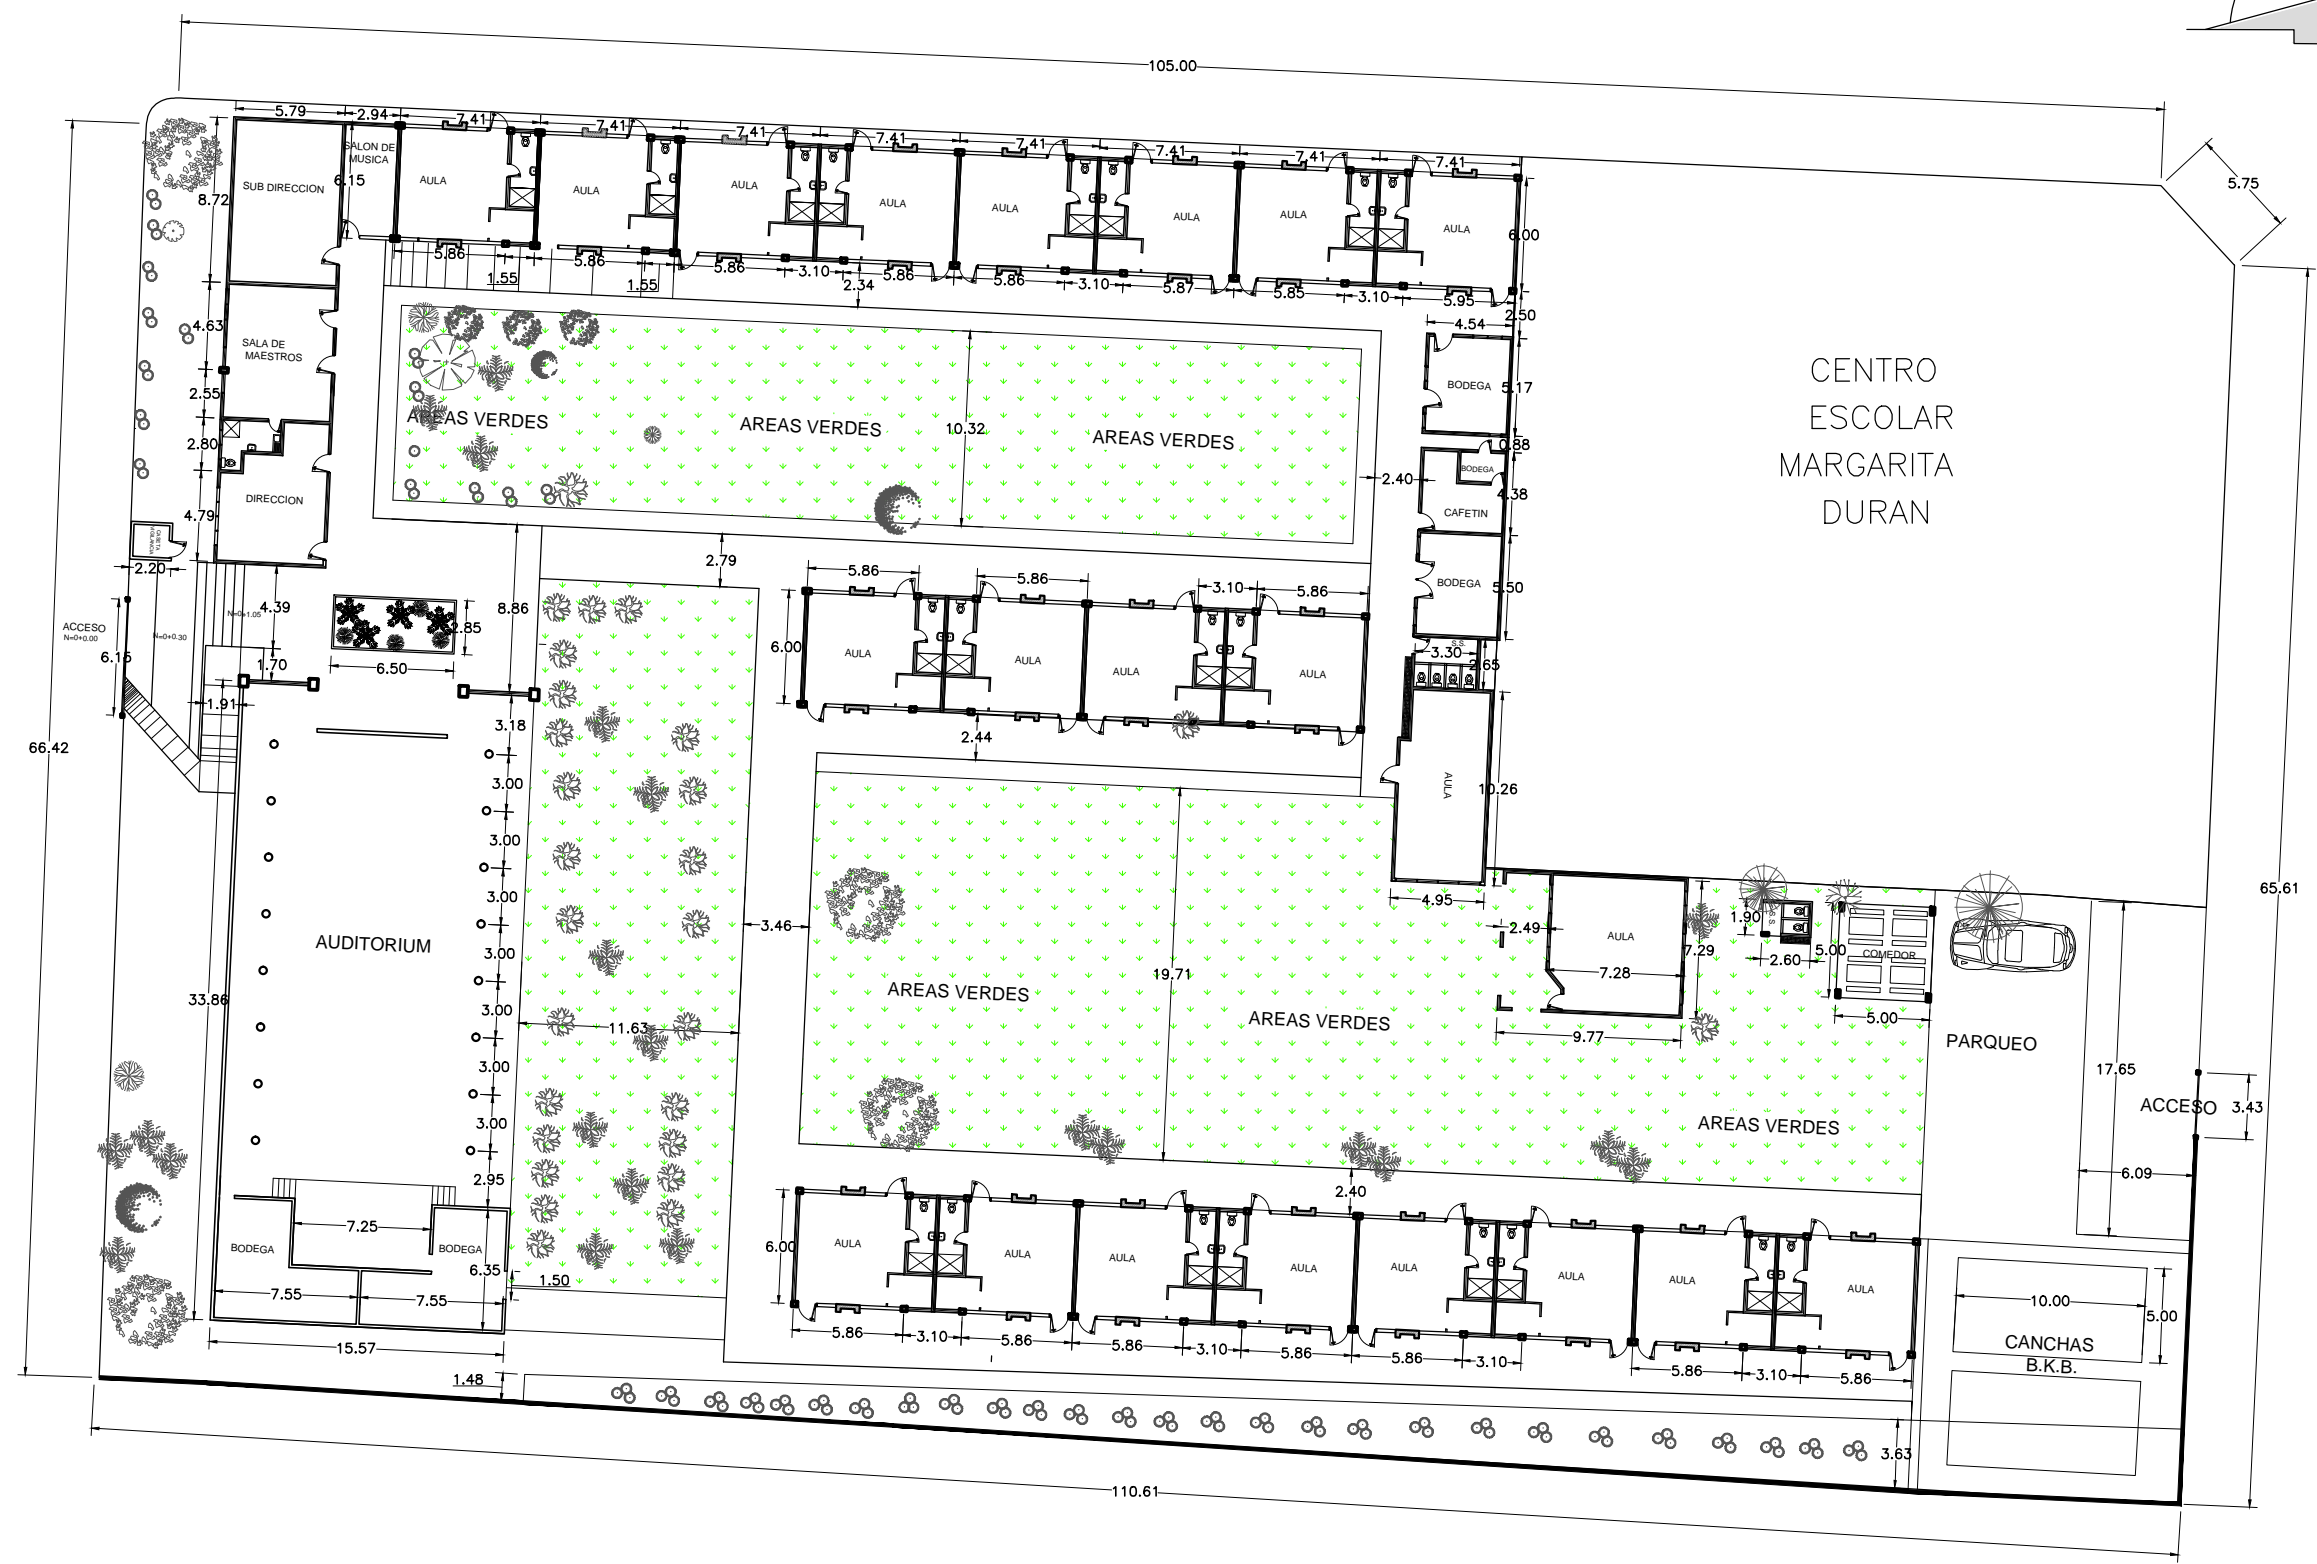 105.00
5.79
2.94
7.41
7.41
7.41
7.41
7.41
7.41
7.41
7.41
5.75
SALON DE
MUSICA
6.15
SUB DIRECCION
8.72
AULA
AULA
AULA
AULA
AULA
AULA
AULA
AULA
6.00
5.86
1.55
5.86
1.55
5.86
3.10
5.86
2.34
5.86
3.10
5.87
5.85
3.10
5.95
2.50
4.63
SALA DE
MAESTROS
2.55
2.80
DIRECCION
4.79
AREAS VERDES
AREAS VERDES
10.32
AREAS VERDES
4.54
BODEGA
5.17
0.88
BODEGA
2.40
4.38
CAFETIN
BODEGA
5.50
S.S.
3.30
2.65
CENTRO
ESCOLAR
MARGARITA
DURAN
CASETA
VIGILANCIA
2.20
ACCESO
N=0+0.00
6.15
N=0+0.30
N=0+1.05
4.39
1.70
1.91
2.85
6.50
8.86
2.79
66.42
5.86
5.86
3.10
5.86
6.00
AULA
AULA
AULA
AULA
2.44
3.18
3.00
3.00
3.00
3.00
3.00
3.00
3.00
2.95
AUDITORIUM
33.86
11.63
3.46
19.71
AREAS VERDES
AREAS VERDES
AREAS VERDES
AULA
10.26
4.95
2.49
AULA
7.28
7.29
9.77
1.90
S. S.
2.60
5.00
COMEDOR
5.00
PARQUEO
17.65
ACCESO
3.43
6.09
65.61
7.25
BODEGA
BODEGA
6.35
7.55
7.55
1.50
15.57
1.48
2.40
6.00
AULA
AULA
AULA
AULA
AULA
AULA
AULA
AULA
5.86
3.10
5.86
5.86
3.10
5.86
5.86
3.10
5.86
3.10
5.86
10.00
5.00
CANCHAS
B.K.B.
3.63
110.61